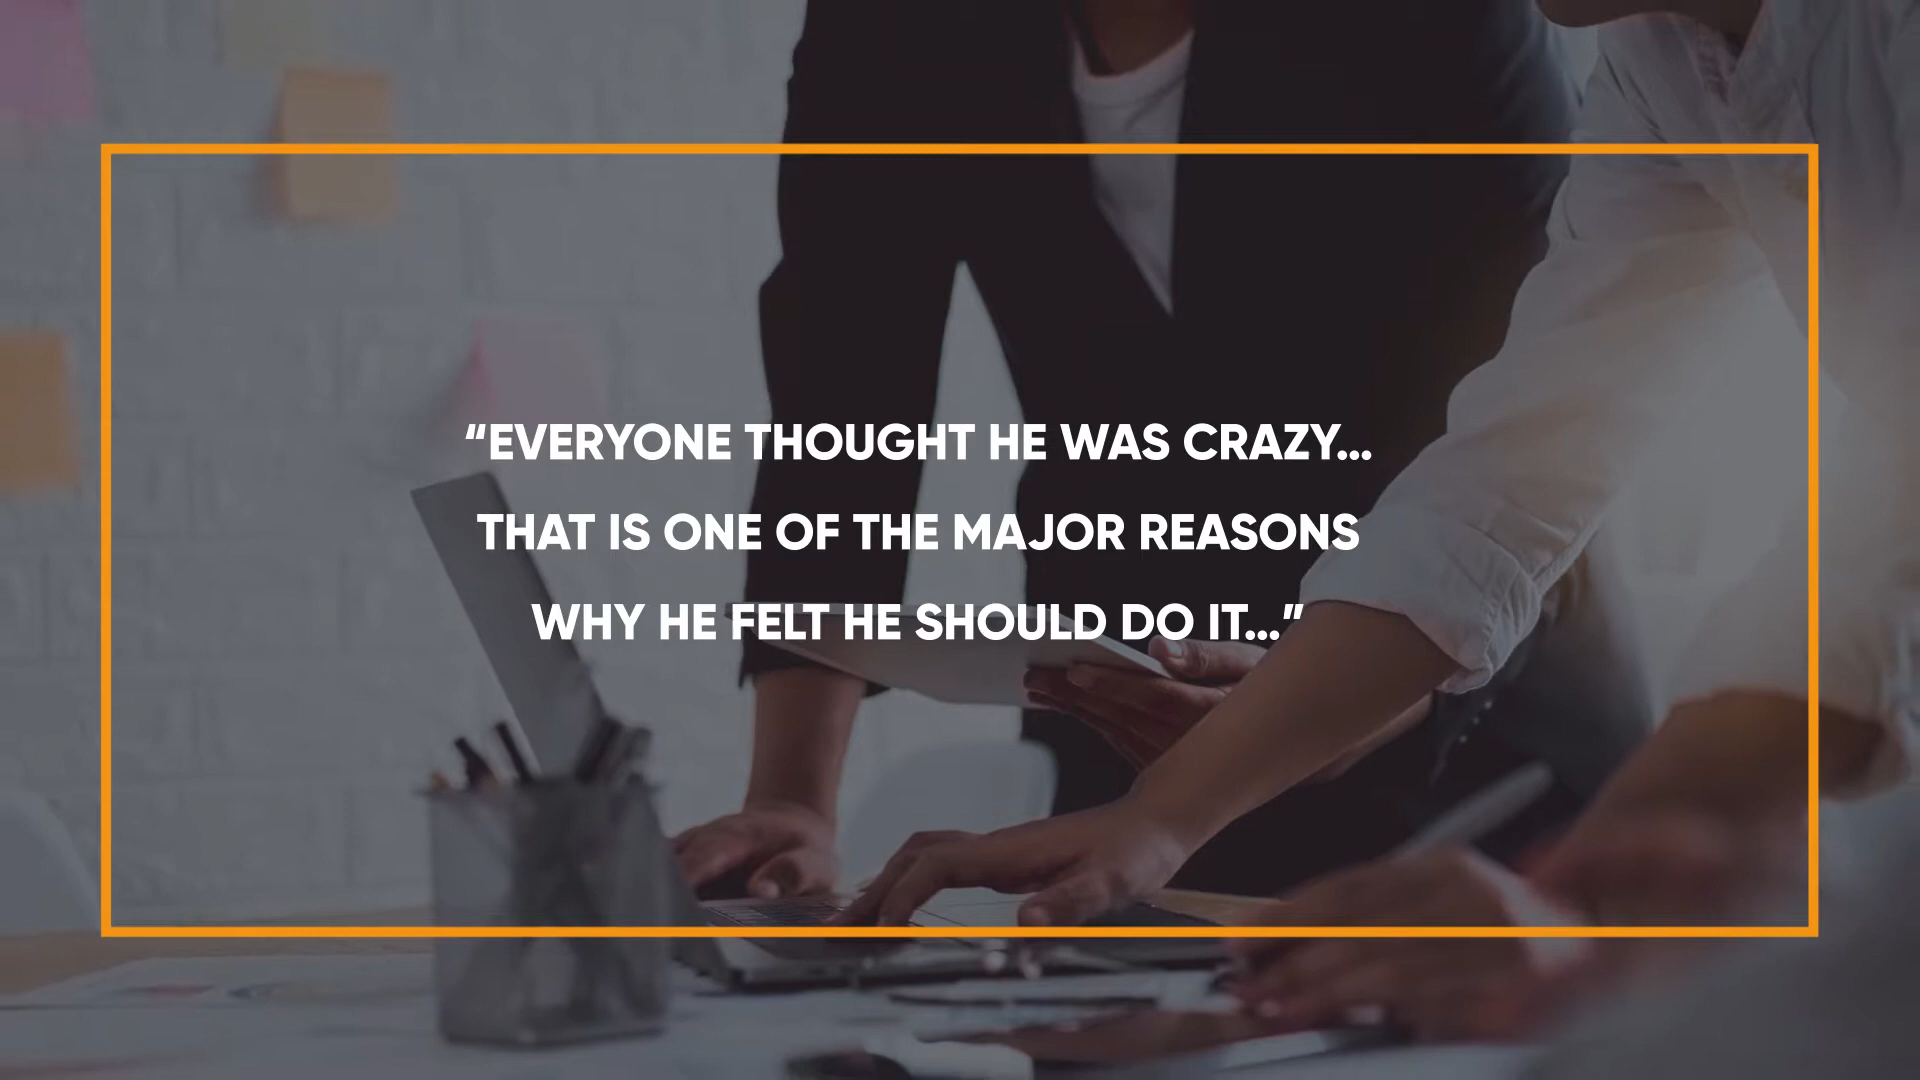 “EVERYONE THOUGHT HE WAS CRAZY...
THAT IS ONE OF THE MAJOR REASONS
WHY HE FELT HE SHOULD DO IT...”